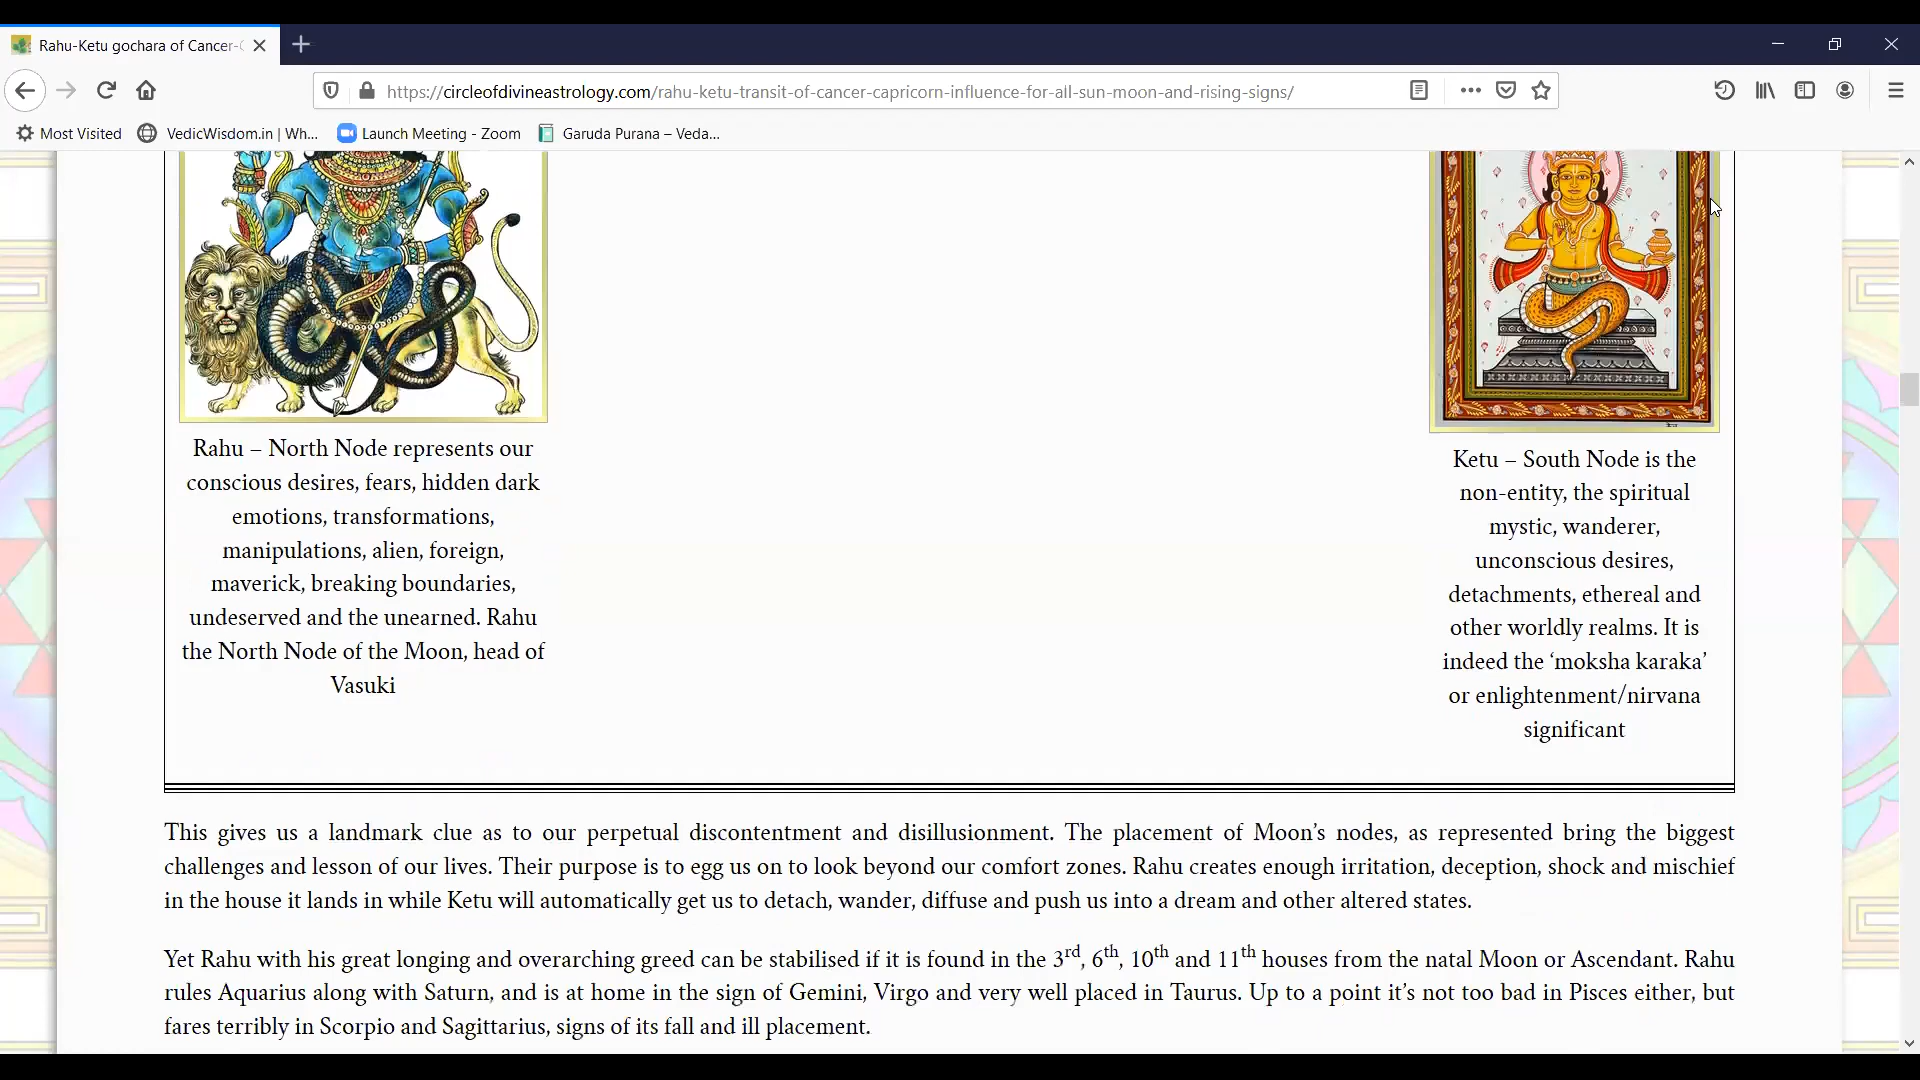 Rahu-Ketu gochara of Cancer-C
https://circleofdivineastrology.com/rahu-ketu-transit-of-cancer-capricorn-influence-for-all-sun-moon-and-rising-signs/
Most Visited VedicWisdom.in | Wh... Launch Meeting - Zoom Garuda Purana – Veda...
Rahu – North Node represents our
conscious desires, fears, hidden dark
emotions, transformations,
manipulations, alien, foreign,
maverick, breaking boundaries,
undeserved and the unearned. Rahu
the North Node of the Moon, head of
Vasuki
Ketu – South Node is the
non-entity, the spiritual
mystic, wanderer,
unconscious desires,
detachments, ethereal and
other worldly realms. It is
indeed the ‘moksha karaka’
or enlightenment/nirvana
significant
This gives us a landmark clue as to our perpetual discontentment and disillusionment. The placement of Moon’s nodes, as represented bring the biggest
challenges and lesson of our lives. Their purpose is to egg us on to look beyond our comfort zones. Rahu creates enough irritation, deception, shock and mischief
in the house it lands in while Ketu will automatically get us to detach, wander, diffuse and push us into a dream and other altered states.
Yet Rahu with his great longing and overarching greed can be stabilised if it is found in the 3rd, 6th, 10th and 11th houses from the natal Moon or Ascendant. Rahu
rules Aquarius along with Saturn, and is at home in the sign of Gemini, Virgo and very well placed in Taurus. Up to a point it’s not too bad in Pisces either, but
fares terribly in Scorpio and Sagittarius, signs of its fall and ill placement.